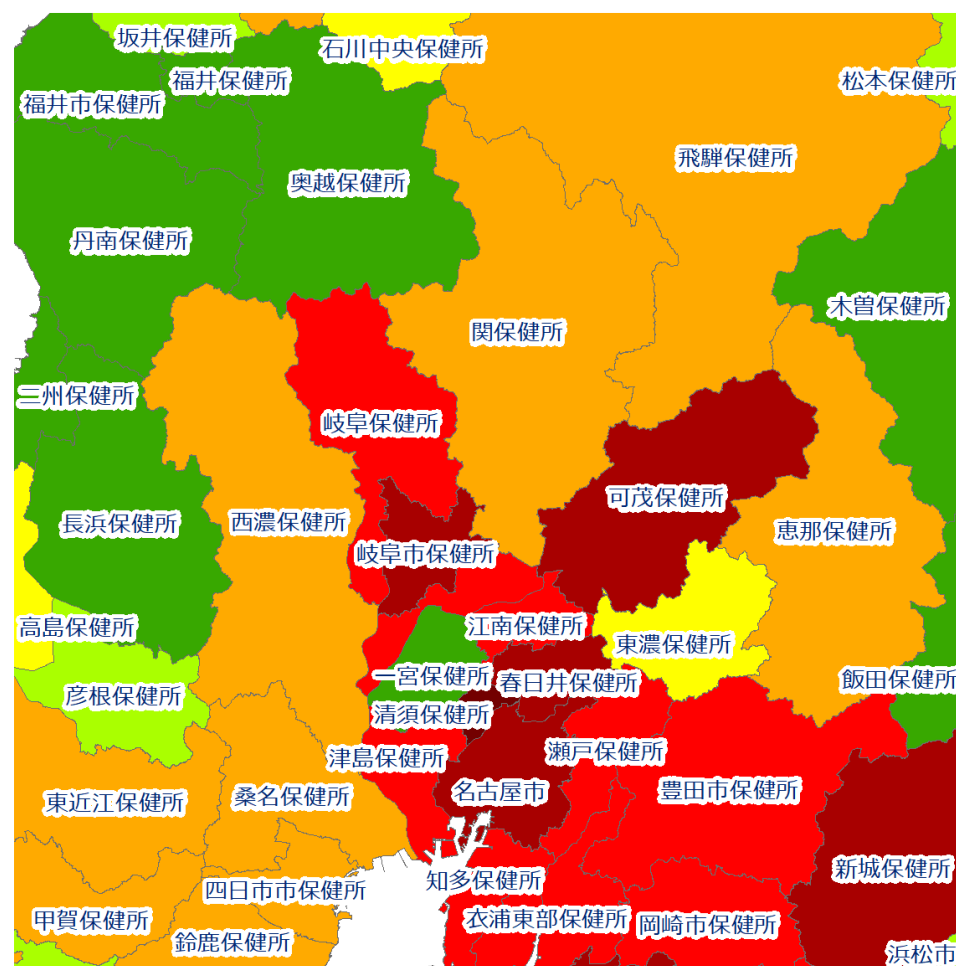 坂井保健所
石川中央保健所
福井保健所
松本保健所
福井市保健所
飛騨保健所
奥越保健所
丹南保健所
木曽保健所
関保健所
二州保健所
岐阜保健所
可茂保健所
長浜保健所
西濃保健所
恵那保健所
岐阜市保健所
高島保健所
江南保健所
東濃保健所
一宮保健所
春日井保健所
飯田保健所
彦根保健所
清須保健所
津島保健所
瀬戸保健所
東近江保健所
桑名保健所
名古屋市
豊田市保健所
新城保健所
知多保健所
四日市市保健所
甲賀保健所
衣浦東部保健所
岡崎市保健所
鈴鹿保健所
浜松市